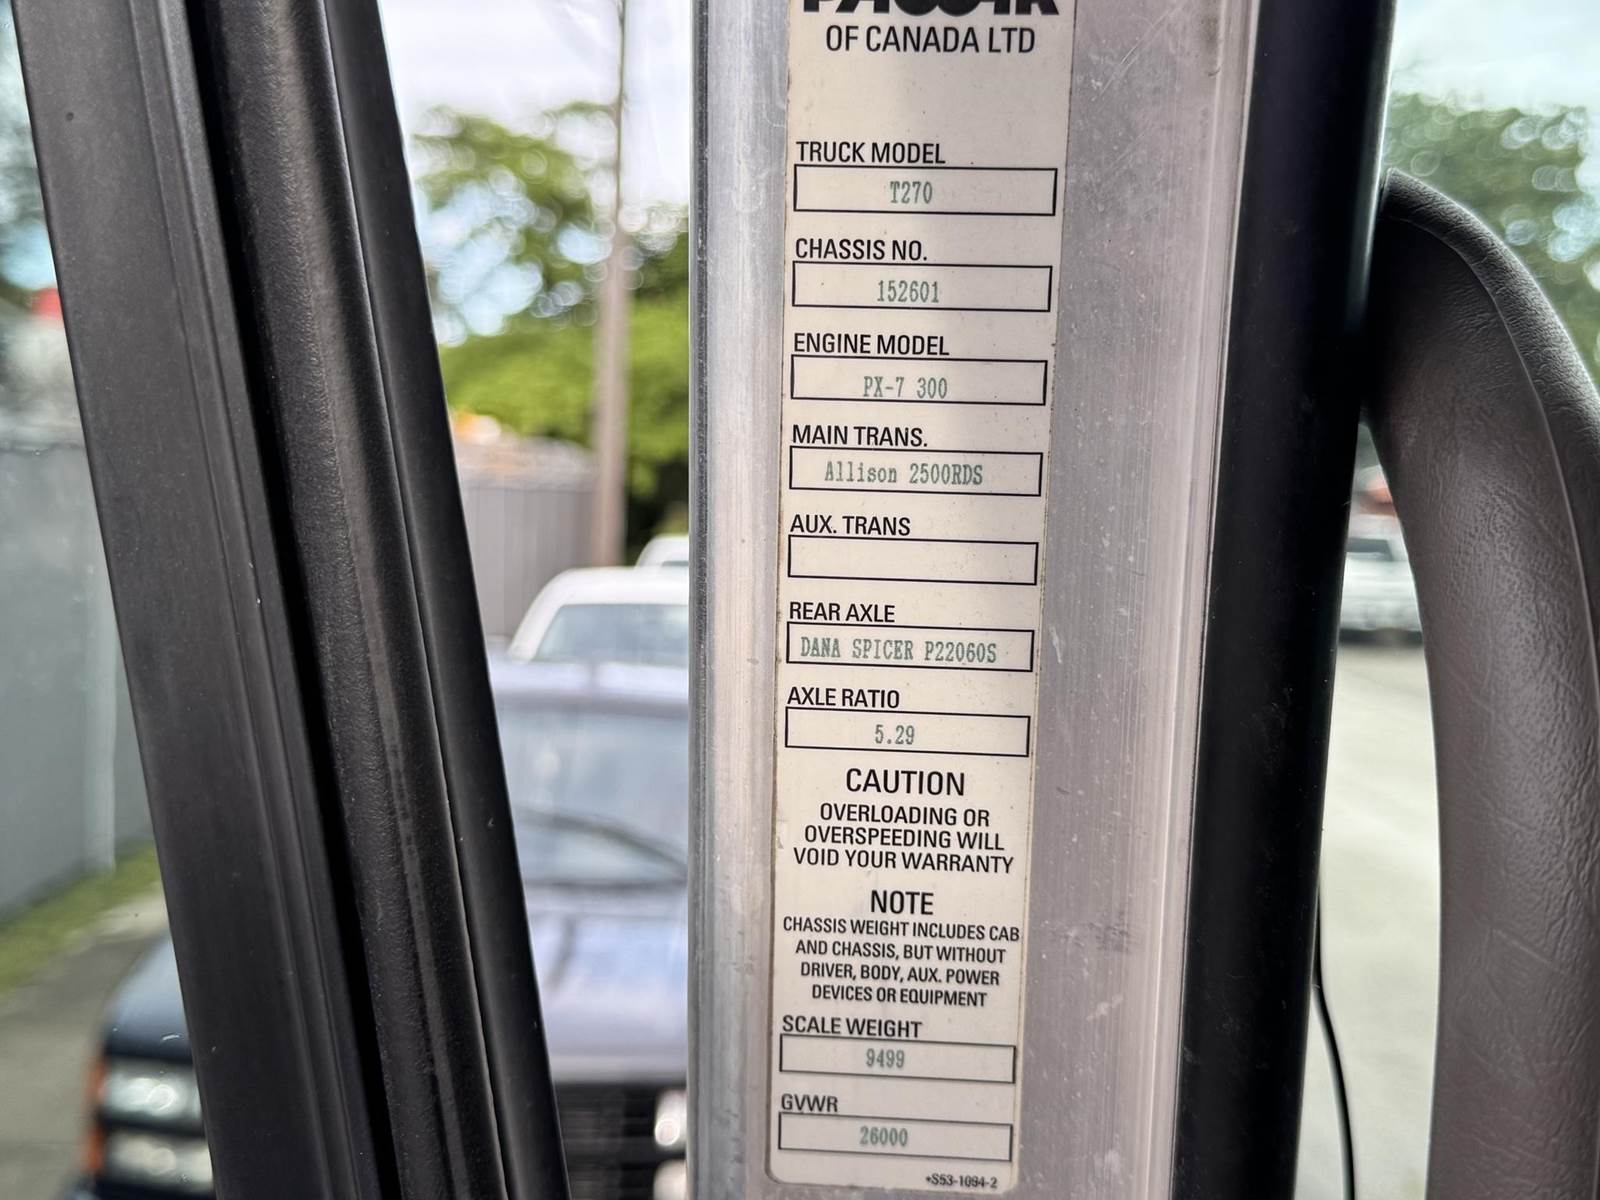 OF CANADA LTD
TRUCK MODEL
T270
CHASSIS NO.
152601
ENGINE MODEL
PX-7 300
MAIN TRANS.
Allison 2500RDS
AUX. TRANS
REAR AXLE
DANA SPICER P22060S
AXLE RATIO
5.29
CAUTION
OVERLOADING OR
OVERSPEEDING WILL
VOID YOUR WARRANTY
NOTE
CHASSIS WEIGHT INCLUDES CAB
AND CHASSIS, BUT WITHOUT
DRIVER, BODY, AUX. POWER
DEVICES OR EQUIPMENT
SCALE WEIGHT
9499
GVWR
26000
+S53-1094-2